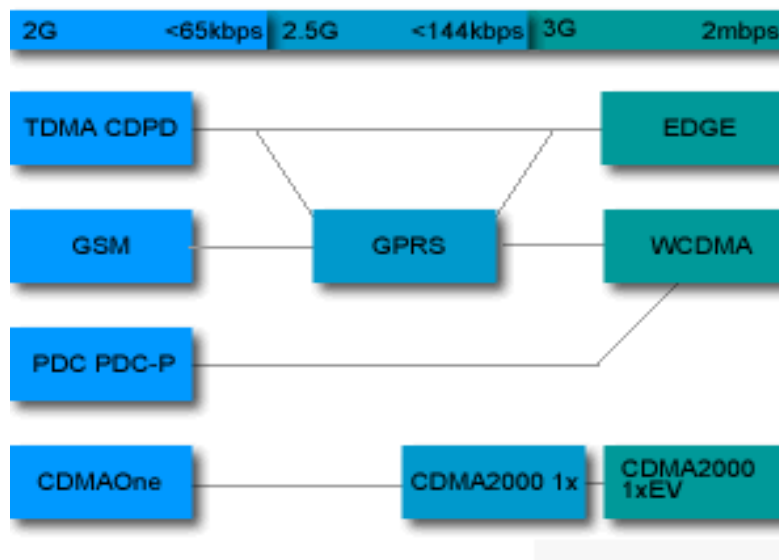 2G <65kbps 2.5G <144kbps 3G 2mbps
TDMA CDPD EDGE
GSM GPRS WCDMA
PDC PDC-P
CDMAOne CDMA2000 1x CDMA2000
1xEV